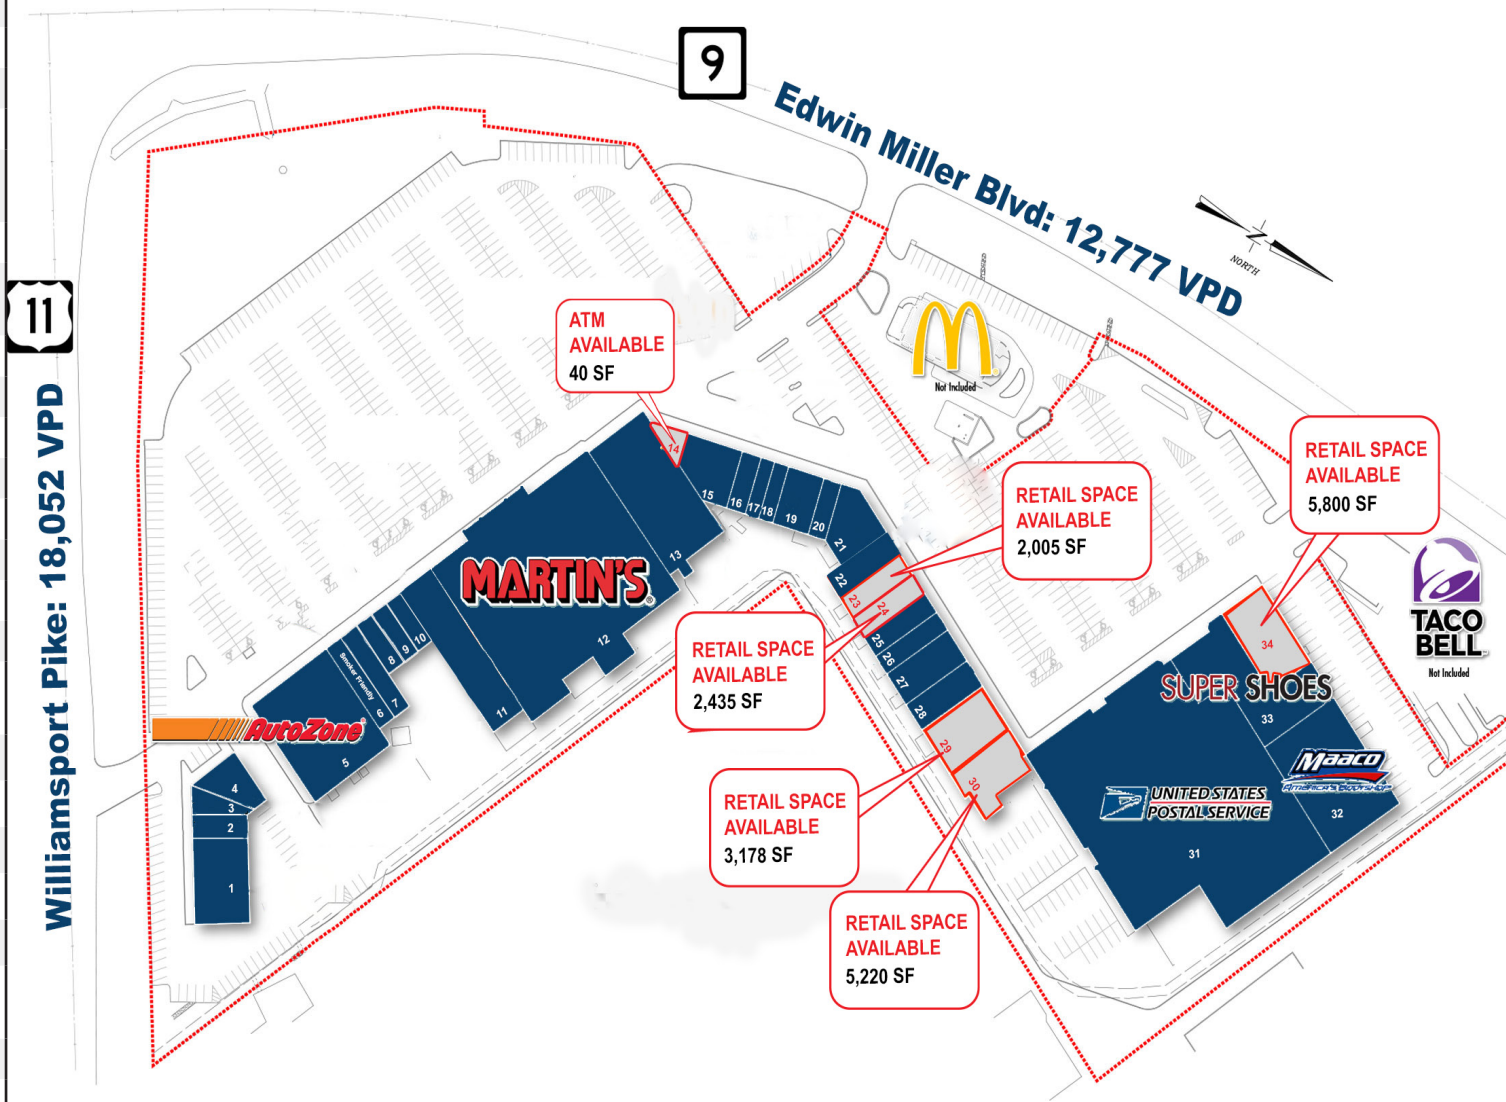 9
Edwin Miller Blvd: 12,777 VPD
N
NORTH
11
Williamsport Pike: 18,052 VPD
ATM
AVAILABLE
40 SF
M
Not Included
RETAIL SPACE
AVAILABLE
5,800 SF
RETAIL SPACE
AVAILABLE
2,005 SF
RETAIL SPACE
AVAILABLE
2,435 SF
RETAIL SPACE
AVAILABLE
3,178 SF
RETAIL SPACE
AVAILABLE
5,220 SF
TACO
BELL
Not Included
MARTIN'S
AutoZone
Smoker Friendly
SUPER SHOES
Maaco
AMERICA'S BODYSHOP
UNITED STATES
POSTAL SERVICE
1
2
3
4
5
6
7
8
9
10
11
12
13
14
15
16
17
18
19
20
21
22
23
24
25
26
27
28
29
30
31
32
33
34